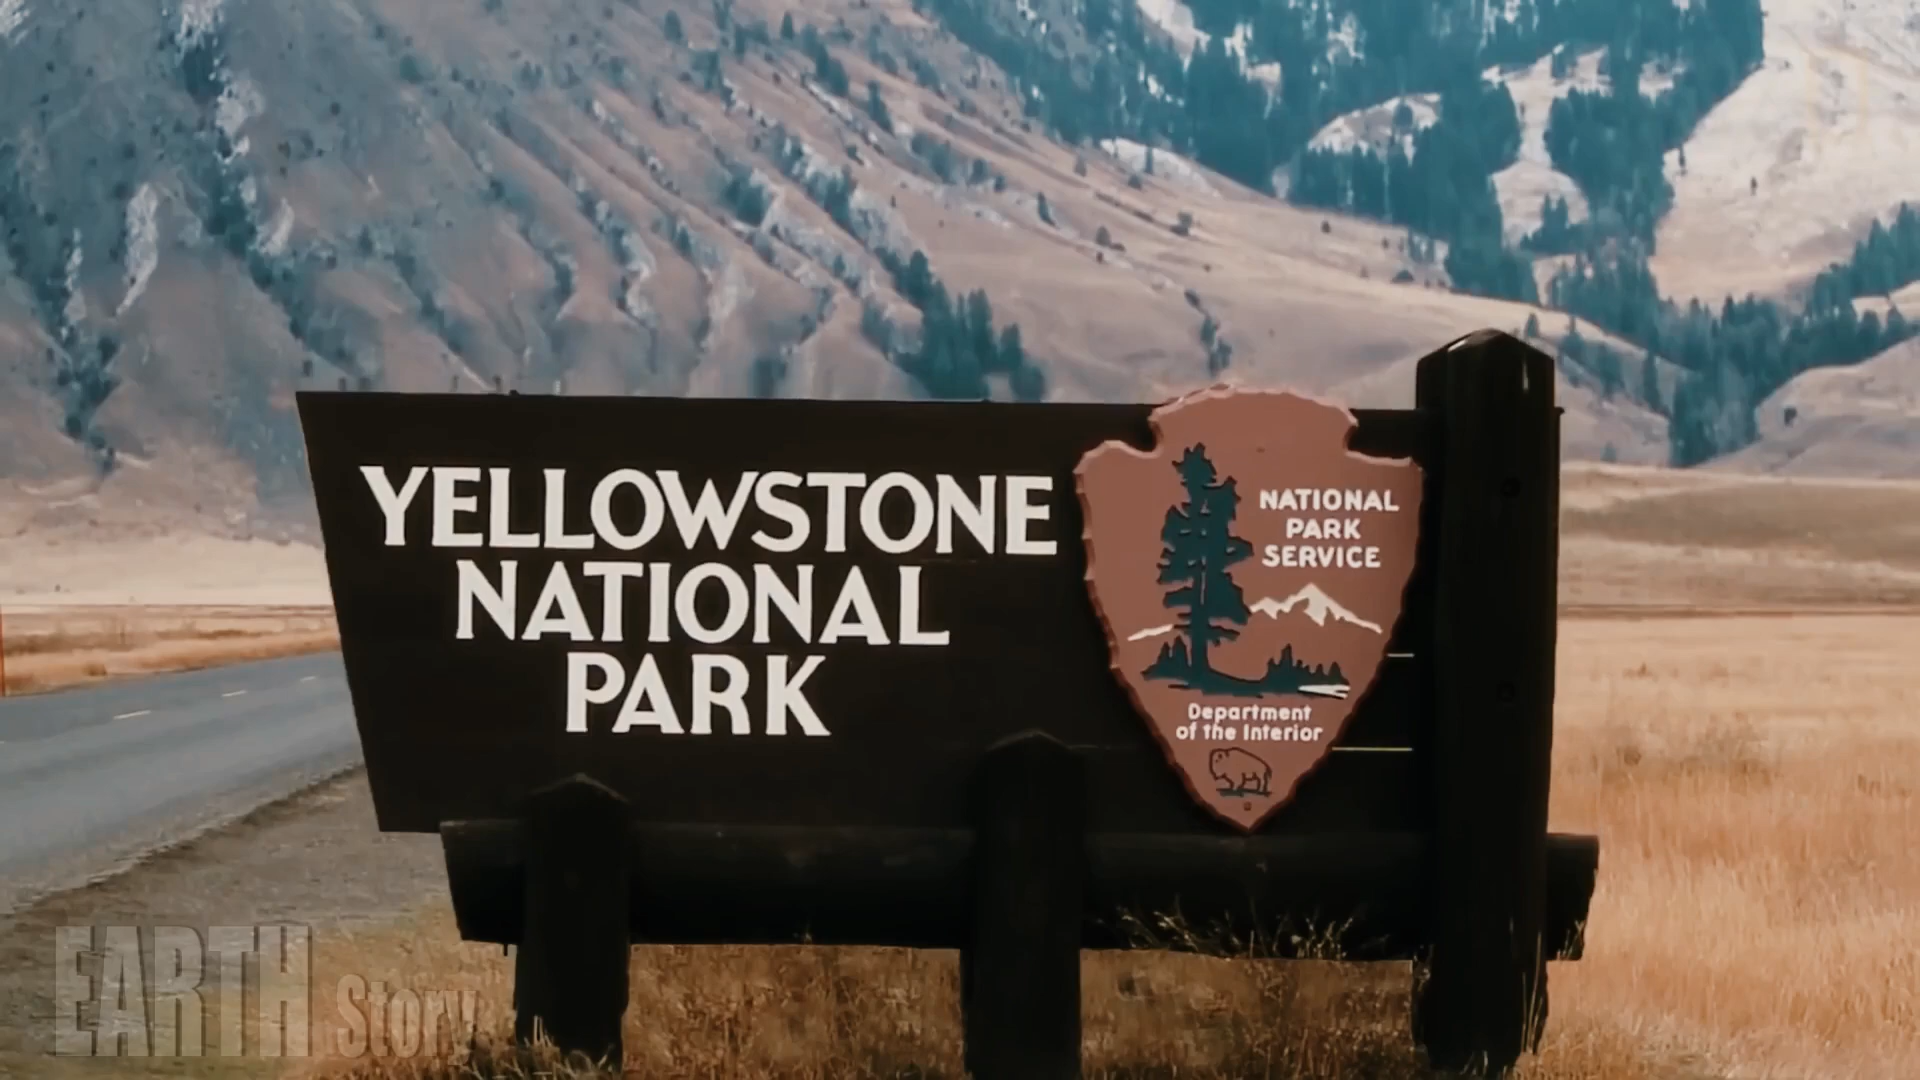 YELLOWSTONE
NATIONAL
PARK
NATIONAL
PARK
SERVICE
Department
of the Interior
EARTH Story